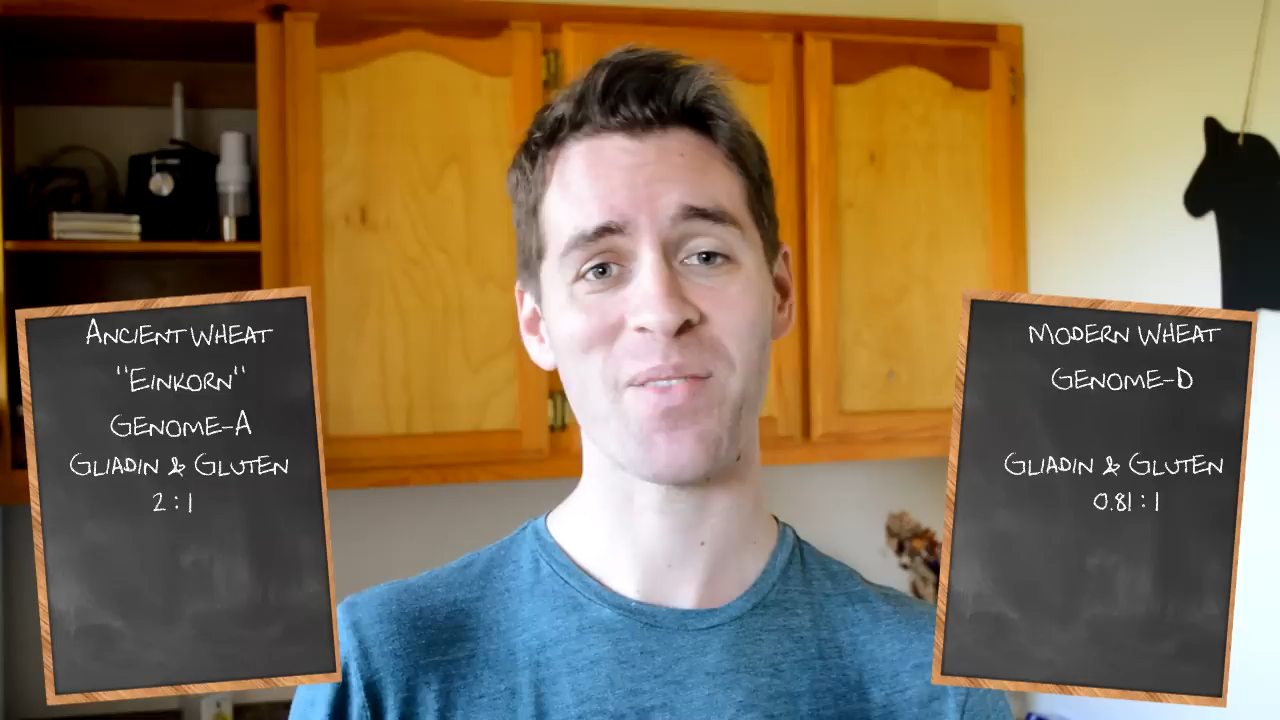 ANCIENT WHEAT
"EINKORN"
GENOME-A
GLIADIN & GLUTEN
2 : 1
MODERN WHEAT
GENOME-D
GLIADIN & GLUTEN
0.81 : 1